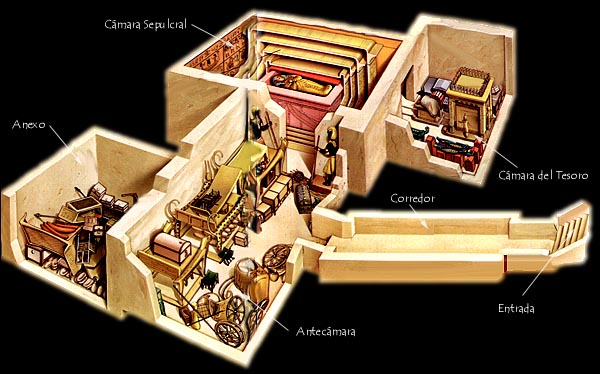 Cámara Sepulcral
Anexo
Cámara del Tesoro
Corredor
Entrada
Antecámara